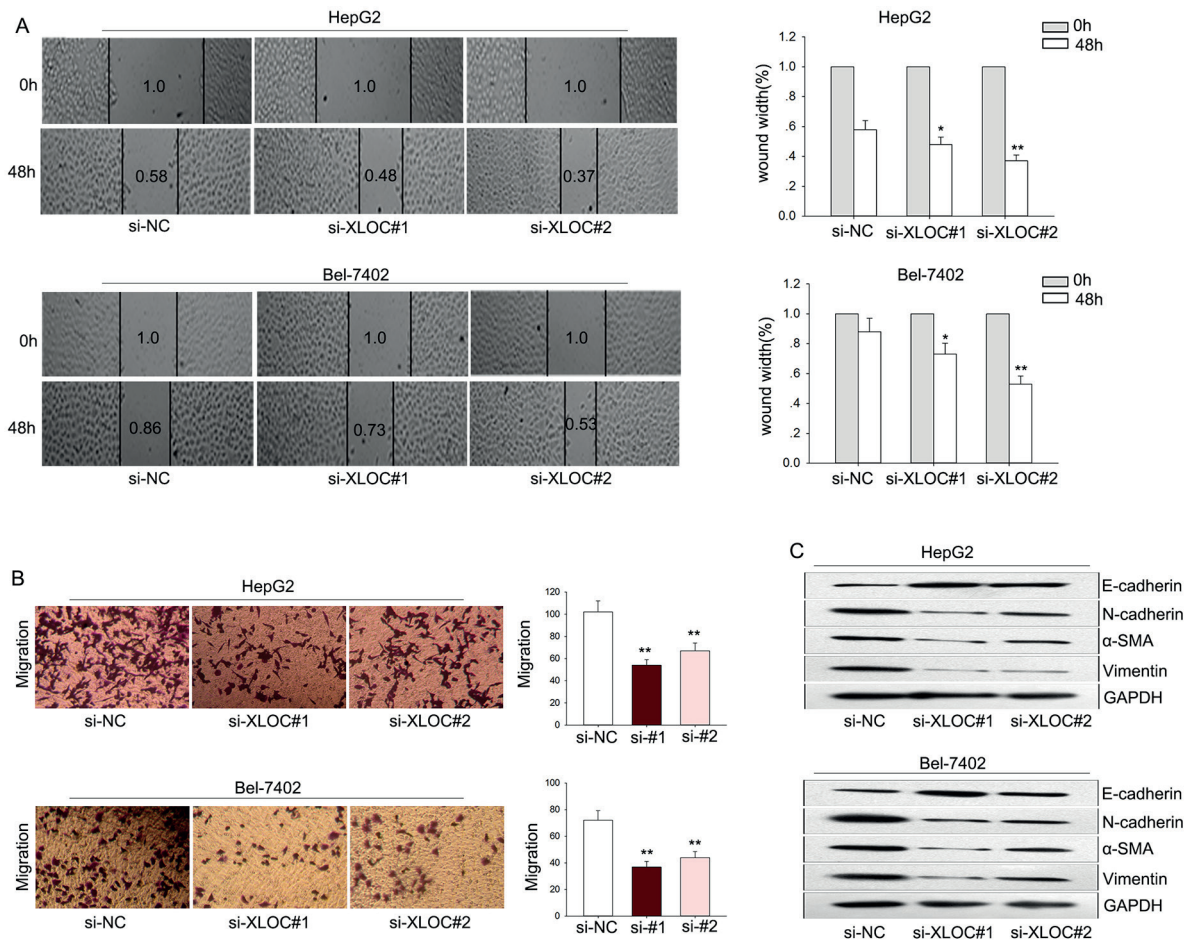 A
HepG2
0h
1.0
1.0
1.0
48h
0.58
0.48
0.37
si-NC
si-XLOC#1
si-XLOC#2
HepG2
0h
48h
wound width(%)
1.2
1.0
.8
.6
.4
.2
0.0
*
**
si-NC
si-XLOC#1
si-XLOC#2
Bel-7402
0h
1.0
1.0
1.0
48h
0.86
0.73
0.53
si-NC
si-XLOC#1
si-XLOC#2
Bel-7402
0h
48h
wound width(%)
1.2
1.0
.8
.6
.4
.2
0.0
*
**
si-NC
si-XLOC#1
si-XLOC#2
B
HepG2
Migration
si-NC
si-XLOC#1
si-XLOC#2
Migration
120
100
80
60
40
20
0
**
**
si-NC
si-#1
si-#2
Bel-7402
Migration
si-NC
si-XLOC#1
si-XLOC#2
Migration
100
80
60
40
20
0
**
**
si-NC
si-#1
si-#2
C
HepG2
E-cadherin
N-cadherin
α-SMA
Vimentin
GAPDH
si-NC
si-XLOC#1
si-XLOC#2
Bel-7402
E-cadherin
N-cadherin
α-SMA
Vimentin
GAPDH
si-NC
si-XLOC#1
si-XLOC#2